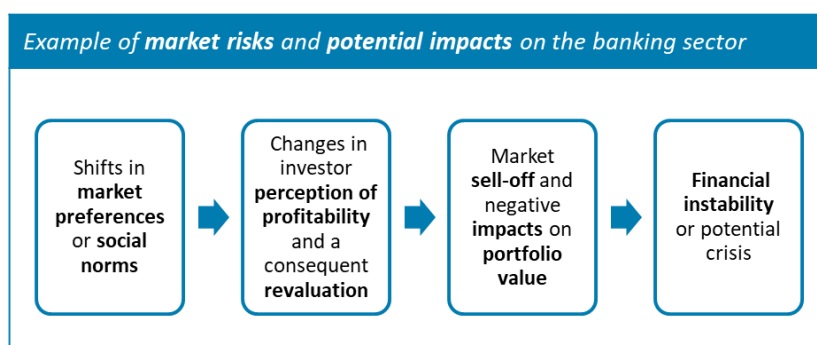 Example of market risks and potential impacts on the banking sector
Shifts in
market
preferences
or social
norms
Changes in
investor
perception of
profitability
and a
consequent
revaluation
Market
sell-off and
negative
impacts on
portfolio
value
Financial
instability
or potential
crisis